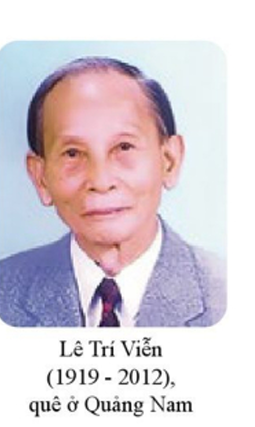 Lê Trí Viễn
(1919 - 2012),
quê ở Quảng Nam